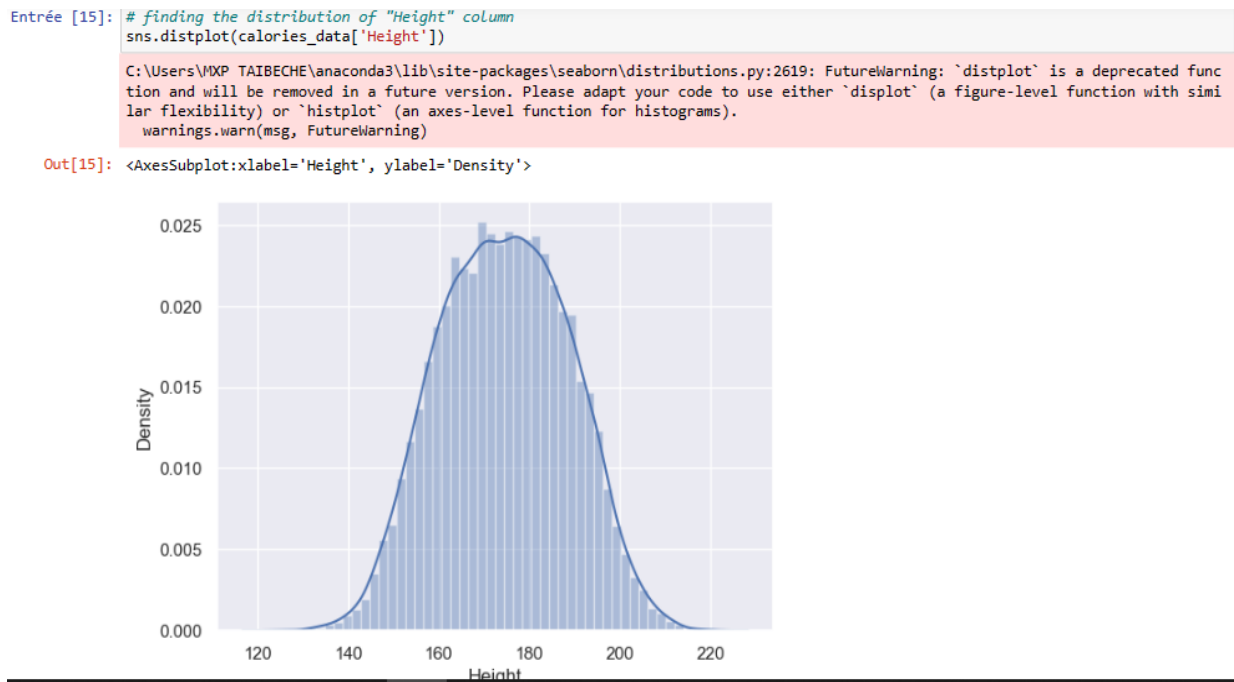 Entrée [15]: # finding the distribution of "Height" column
sns.distplot(calories_data['Height'])
C:\Users\MXP TAIBECHE\anaconda3\lib\site-packages\seaborn\distributions.py:2619: FutureWarning: `distplot` is a deprecated func
tion and will be removed in a future version. Please adapt your code to use either `displot` (a figure-level function with simi
lar flexibility) or `histplot` (an axes-level function for histograms).
warnings.warn(msg, FutureWarning)
Out[15]: <AxesSubplot:xlabel='Height', ylabel='Density'>
0.025
0.020
0.015
0.010
0.005
0.000
Density
120 140 160 180 200 220
Height